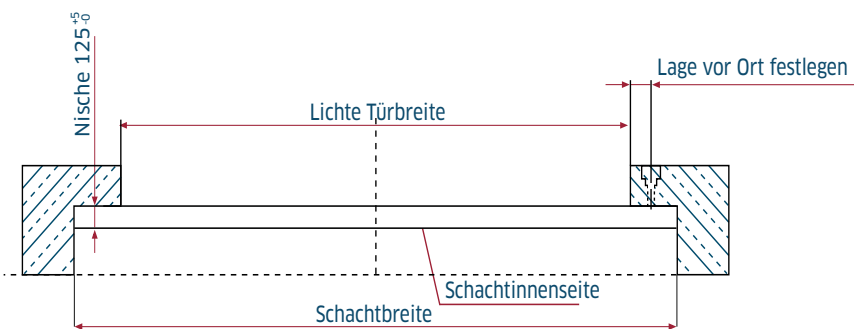 Nische 125 +5 -0
Lage vor Ort festlegen
Lichte Türbreite
Schachtinnenseite
Schachtbreite